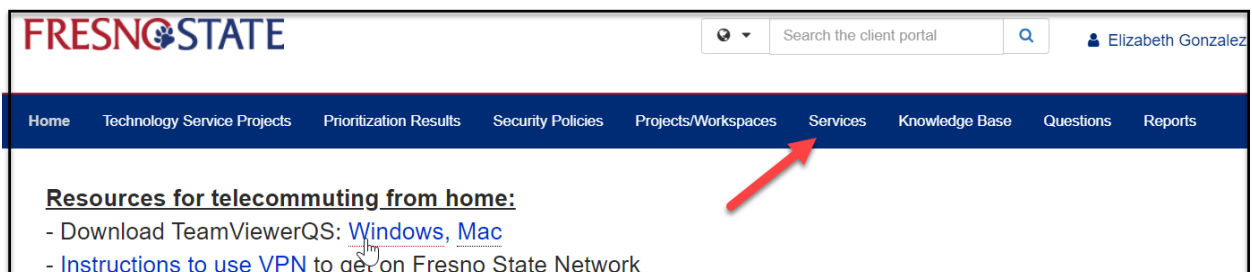 FRESNO STATE
Search the client portal
Elizabeth Gonzalez
Home Technology Service Projects Prioritization Results Security Policies Projects/Workspaces Services Knowledge Base Questions Reports
Resources for telecommuting from home:
- Download TeamViewerQS: Windows, Mac
- Instructions to use VPN to get on Fresno State Network